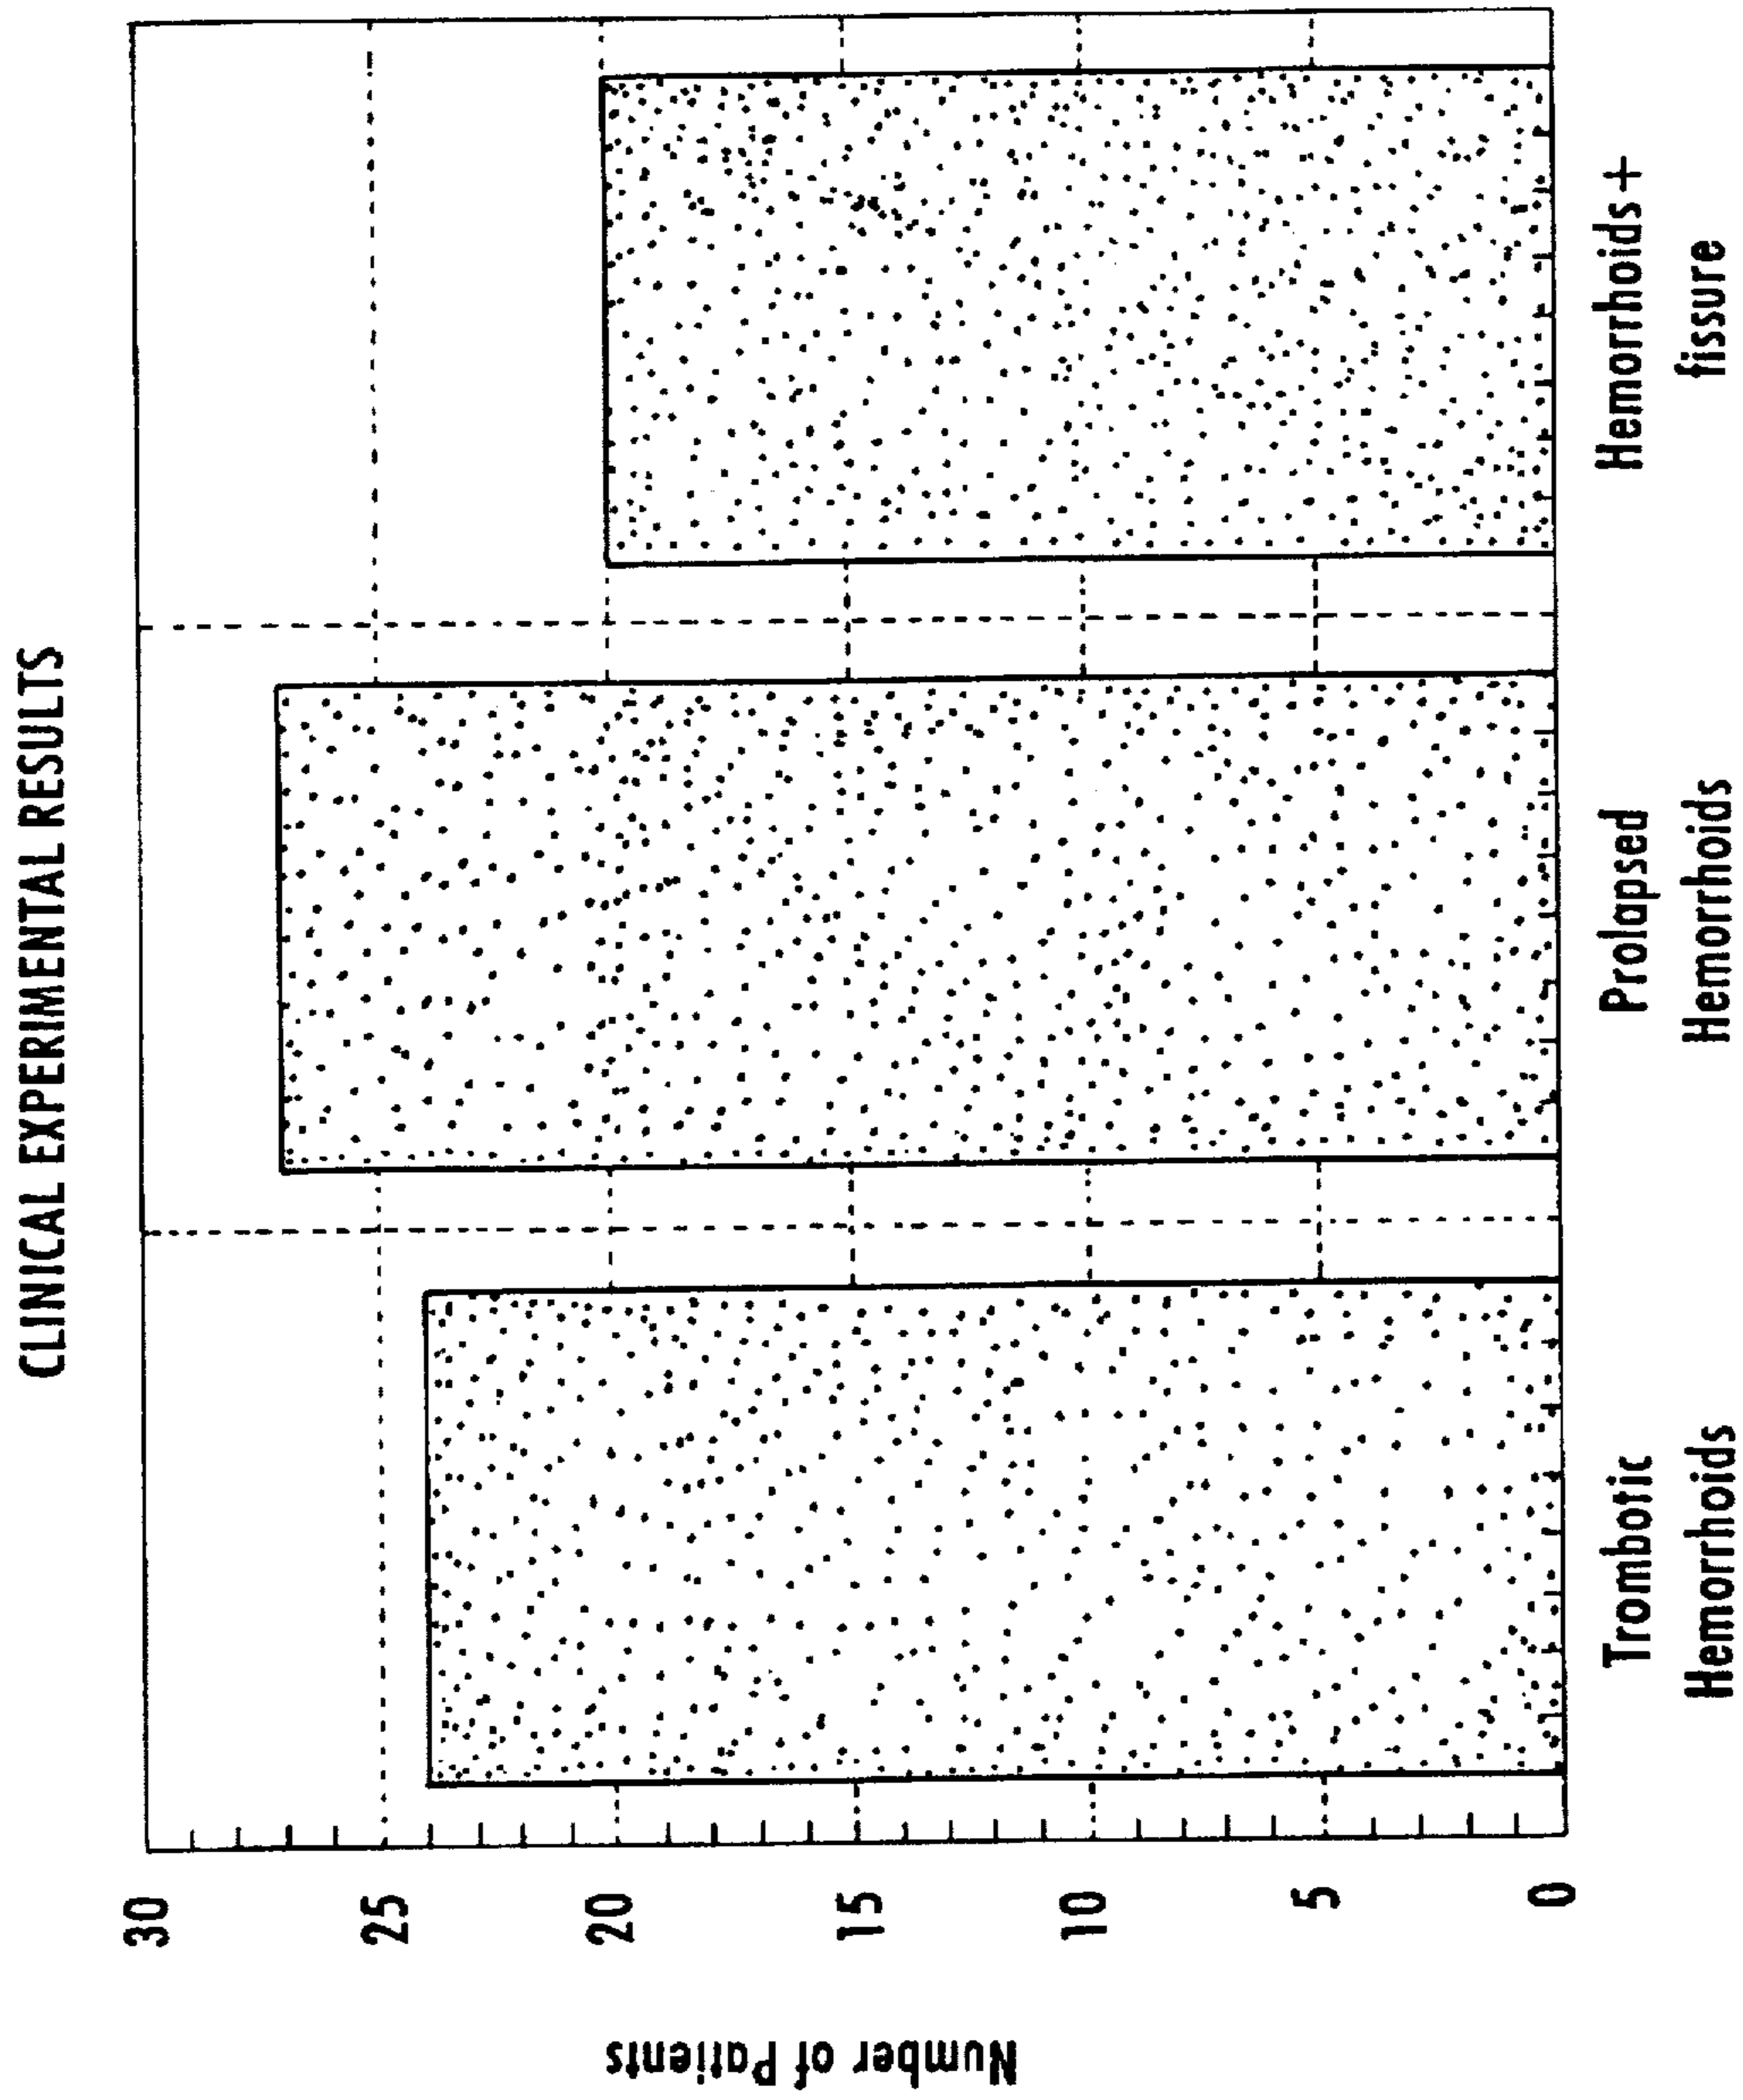 CLINICAL EXPERIMENTAL RESULTS
Number of Patients
30
25
20
15
10
5
0
Trombotic
Hemorrhoids
Prolapsed
Hemorrhoids
Hemorrhoids +
fissure